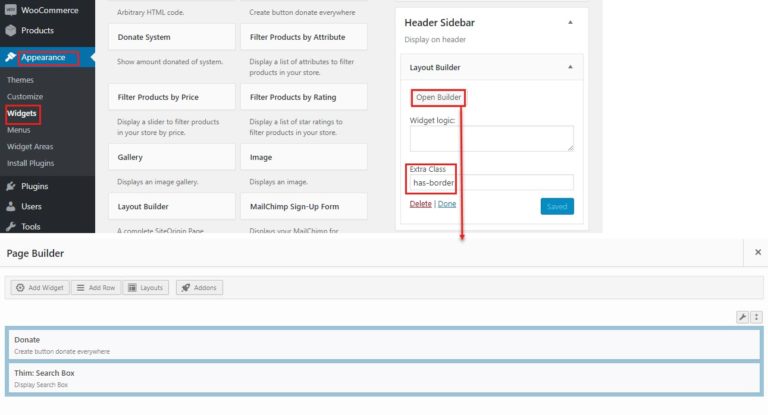 WooCommerce
Products
Appearance
Themes
Customize
Widgets
Menus
Widget Areas
Install Plugins
Plugins
Users
Tools
Arbitrary HTML code.
Create button donate everywhere
Donate System
Filter Products by Attribute
Show amount donated of system.
Display a list of attributes to filter
products in your store.
Filter Products by Price
Filter Products by Rating
Display a slider to filter products
in your store by price.
Display a list of star ratings to
filter products in your store.
Gallery
Image
Displays an image gallery.
Displays an image.
Layout Builder
MailChimp Sign-Up Form
A complete SiteOrigin Page
Displays your MailChimp for
Header Sidebar
Display on header
Layout Builder
Open Builder
Widget logic:
Extra Class
has-border
Delete | Done
Saved
Page Builder
Add Widget
Add Row
Layouts
Addons
Donate
Create button donate everywhere
Thim: Search Box
Display Search Box